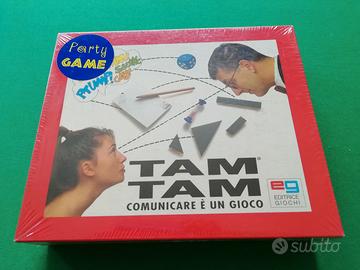 Party
GAME
TAM
TAM
COMUNICARE È UN GIOCO
eg
EDITRICE
GIOCHI
subito